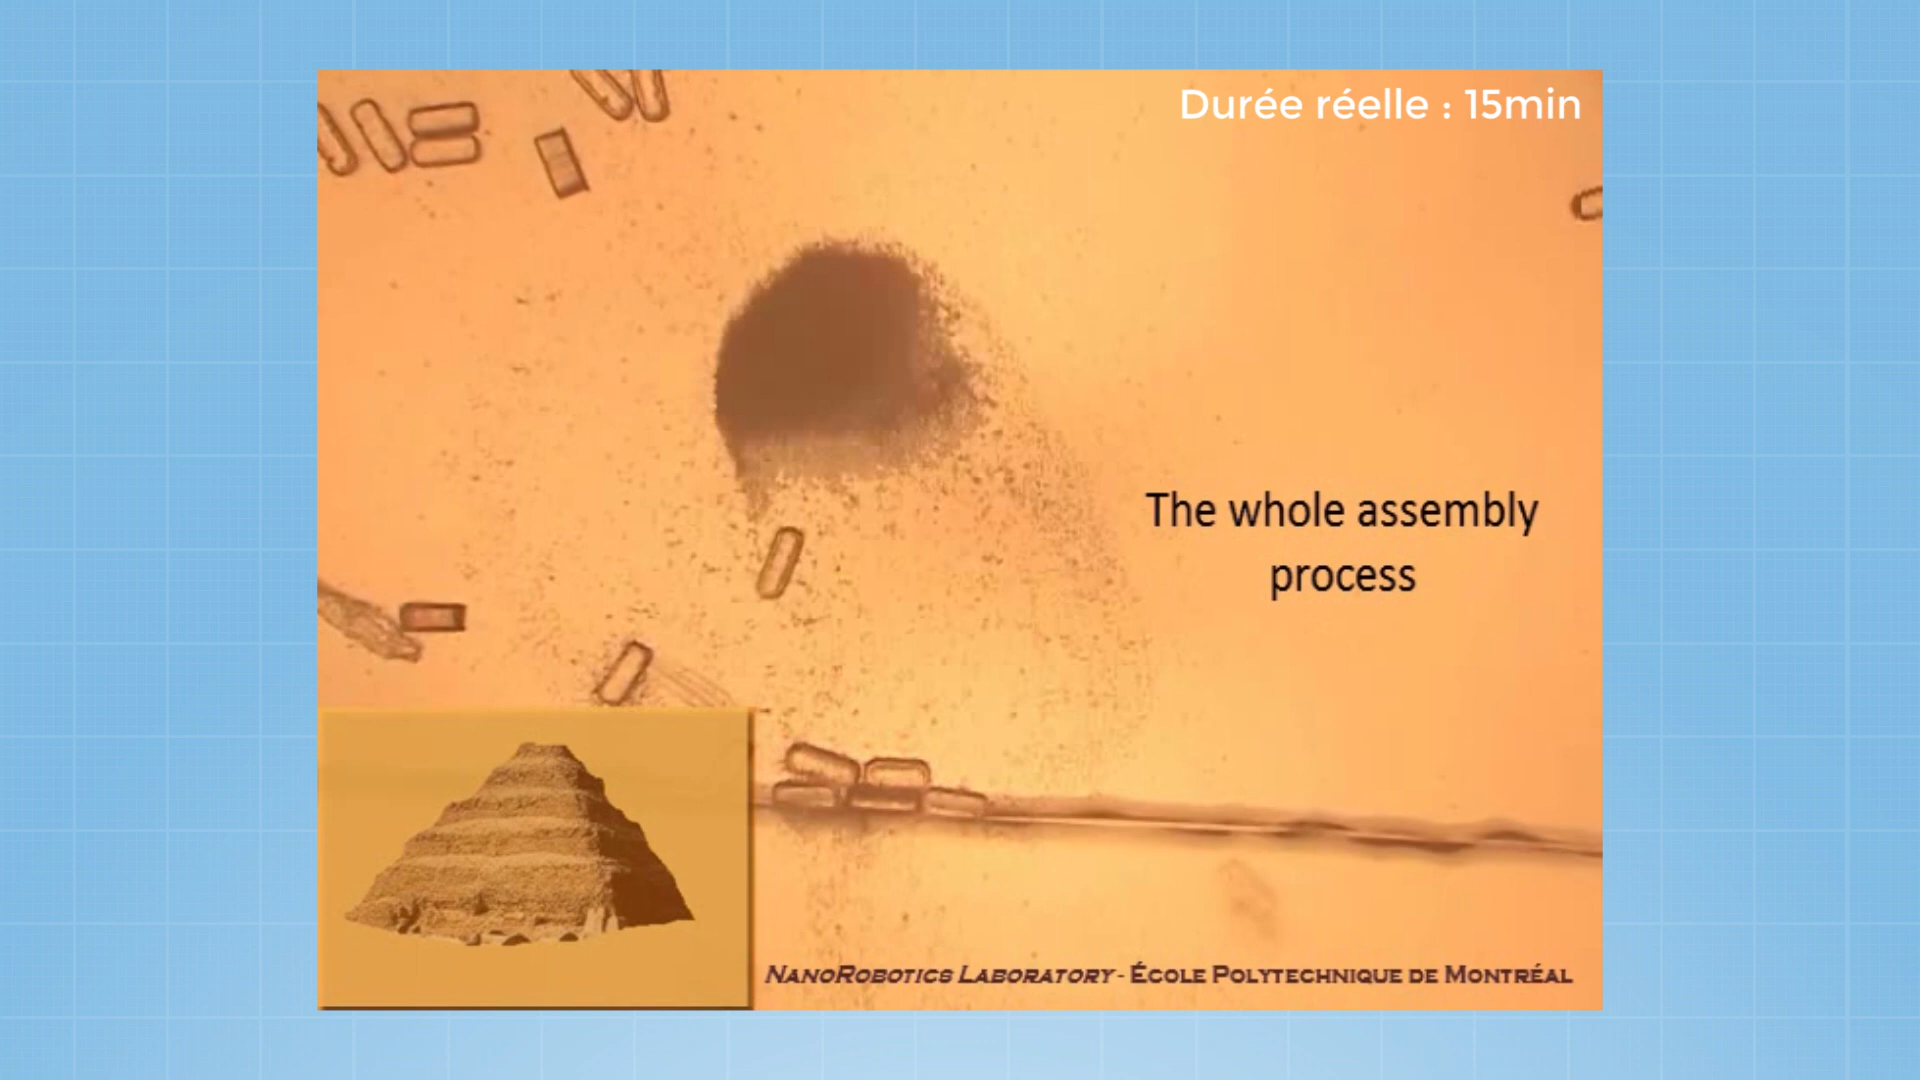 Durée réelle : 15min
The whole assembly
process
NanoRobotics Laboratory - École Polytechnique de Montréal